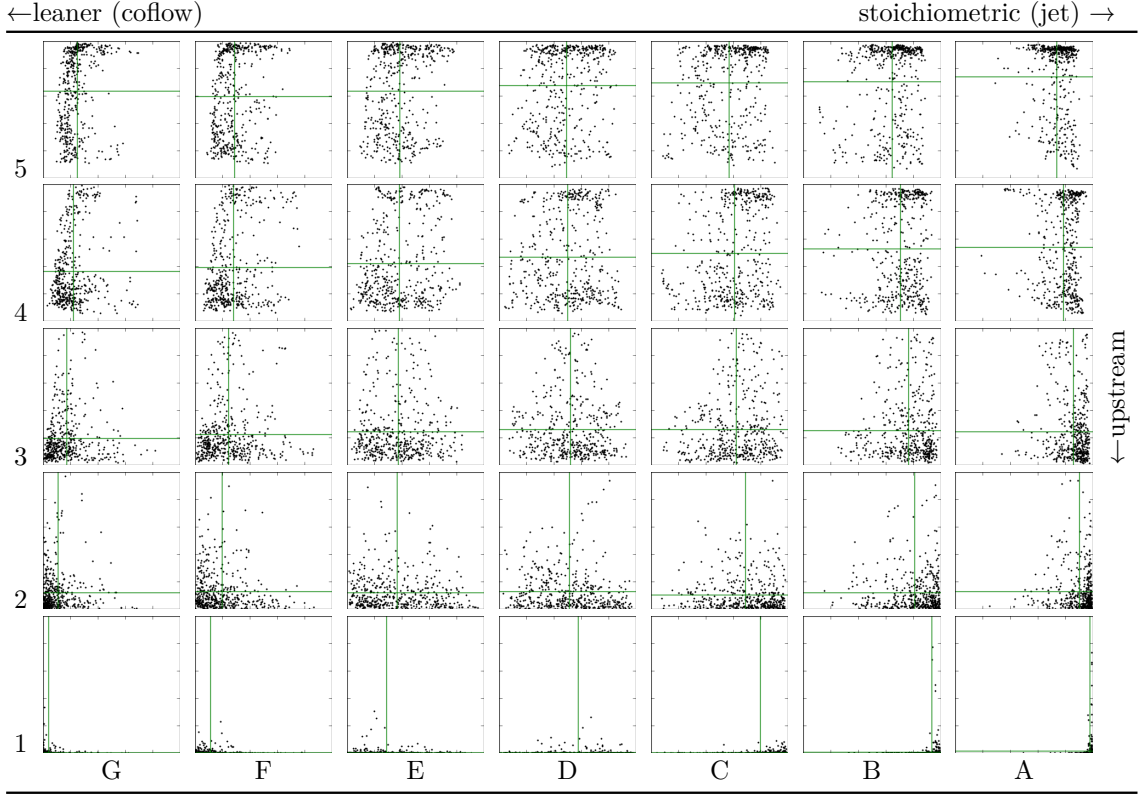 ←leaner (coflow) stoichiometric (jet) →
5
4
3
2
1
←upstream
G F E D C B A